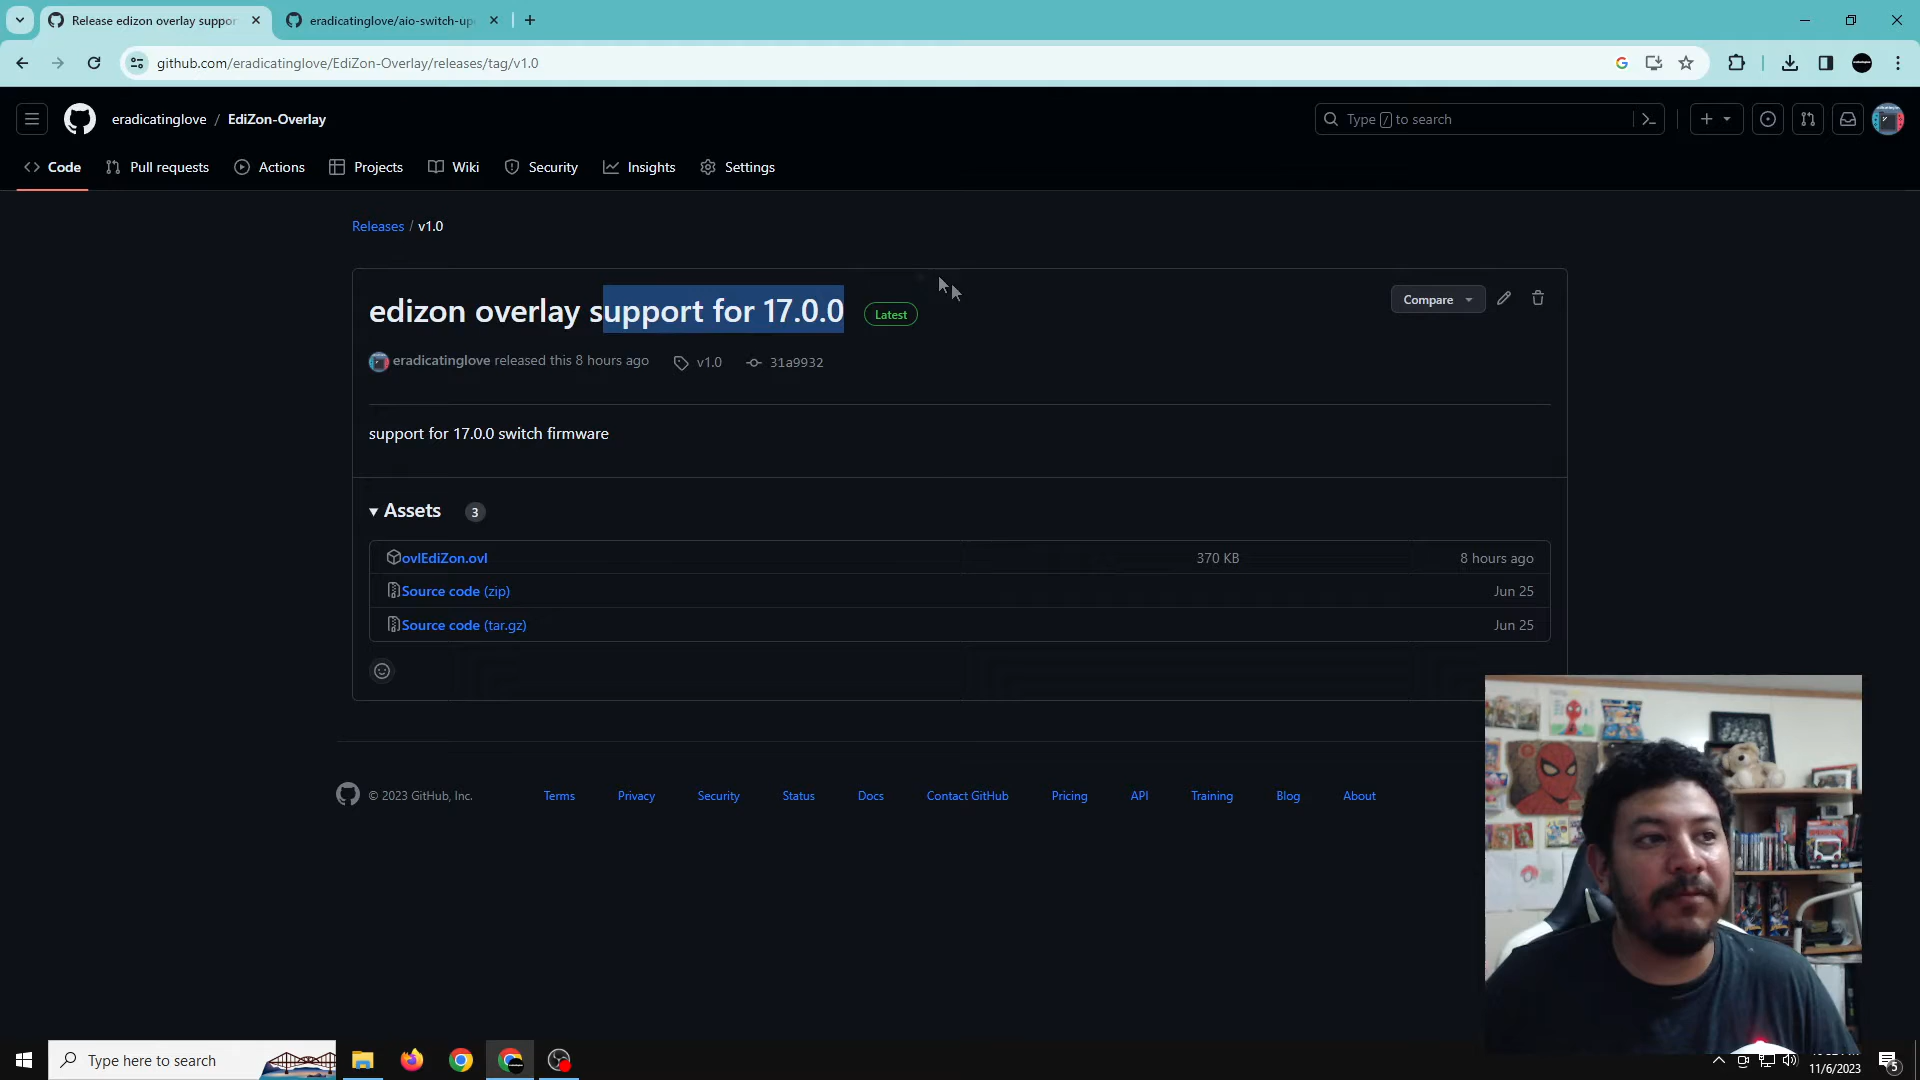 Release edizon overlay suppor
eradicatinglove/aio-switch-up
github.com/eradicatinglove/EdiZon-Overlay/releases/tag/v1.0
eradicatinglove / EdiZon-Overlay
Type / to search
Code
Pull requests
Actions
Projects
Wiki
Security
Insights
Settings
Releases / v1.0
edizon overlay support for 17.0.0 Latest
Compare
eradicatinglove released this 8 hours ago v1.0 31a9932
support for 17.0.0 switch firmware
Assets 3
ovlEdiZon.ovl 370 KB 8 hours ago
Source code (zip) Jun 25
Source code (tar.gz) Jun 25
© 2023 GitHub, Inc. Terms Privacy Security Status Docs Contact GitHub Pricing API Training Blog About
Type here to search
11/6/2023
5